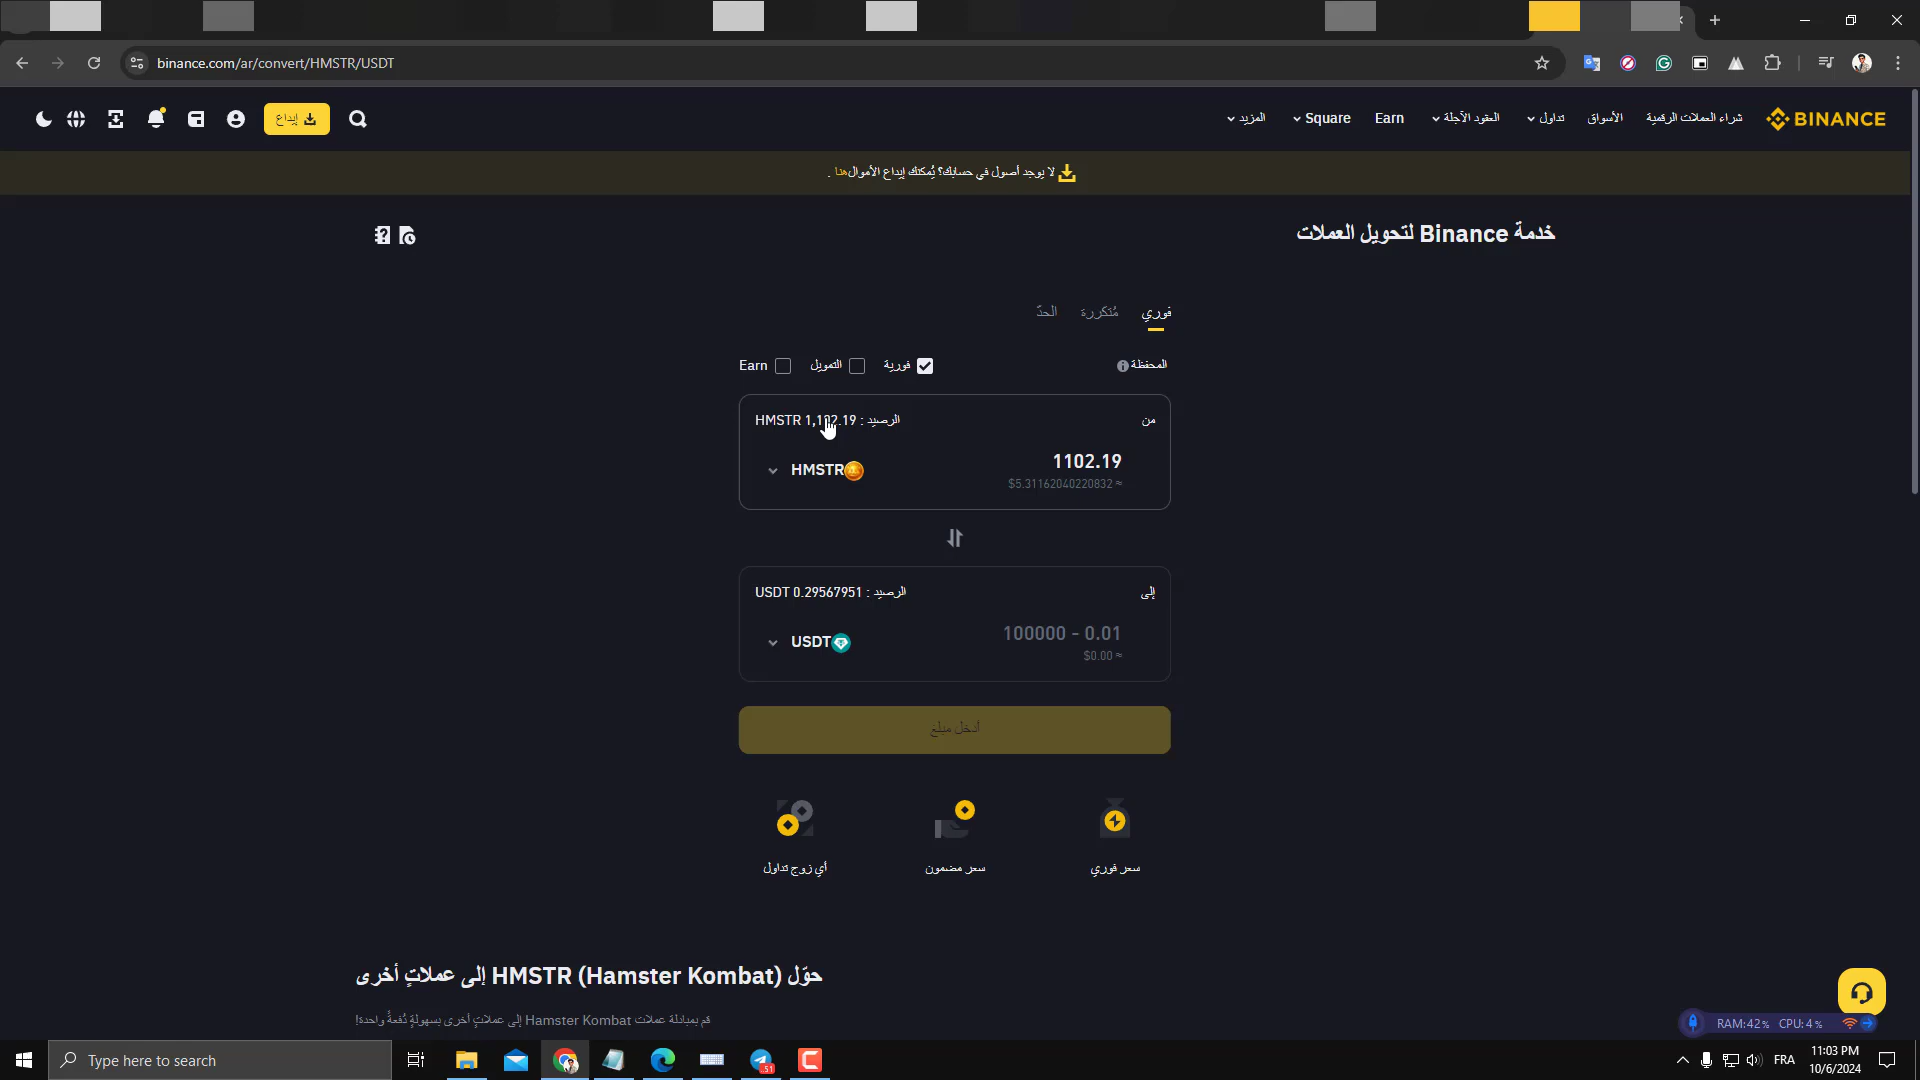 binance.com/ar/convert/HMSTR/USDT
BINANCE
شراء العملات الرقمية
الأسواق
تداول
العقود الآجلة
Earn
Square
المزيد
إيداع
لا يوجد أصول في حسابك؟ يُمكنك إيداع الأموال هنا .
خدمة Binance لتحويل العملات
فوري
مُتكررة
الحدّ
المحفظة
فورية
التمويل
Earn
من
الرصيد : HMSTR 1,102.19
1102.19
HMSTR
$5.31162040220832 ≈
إلى
الرصيد : USDT 0.29567951
100000 - 0.01
USDT
$0.00 ≈
أدخل مبلغ
سعر فوري
سعر مضمون
أي زوج تداول
حوّل HMSTR (Hamster Kombat) إلى عملاتٍ أخرى
قم بمبادلة عملات Hamster Kombat إلى عملاتٍ أخرى بسهولةٍ دُفعةً واحدة!
RAM:42% CPU:4%
Type here to search
51
FRA
11:03 PM
10/6/2024